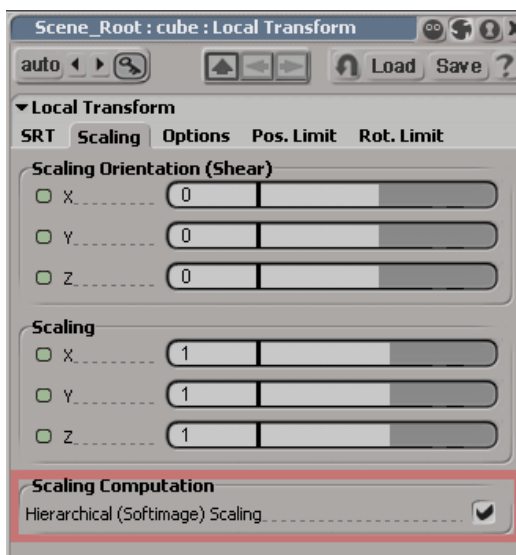 Scene_Root : cube : Local Transform
auto Load Save ?
Local Transform
SRT Scaling Options Pos. Limit Rot. Limit
Scaling Orientation (Shear)
X 0
Y 0
Z 0
Scaling
X 1
Y 1
Z 1
Scaling Computation
Hierarchical (Softimage) Scaling